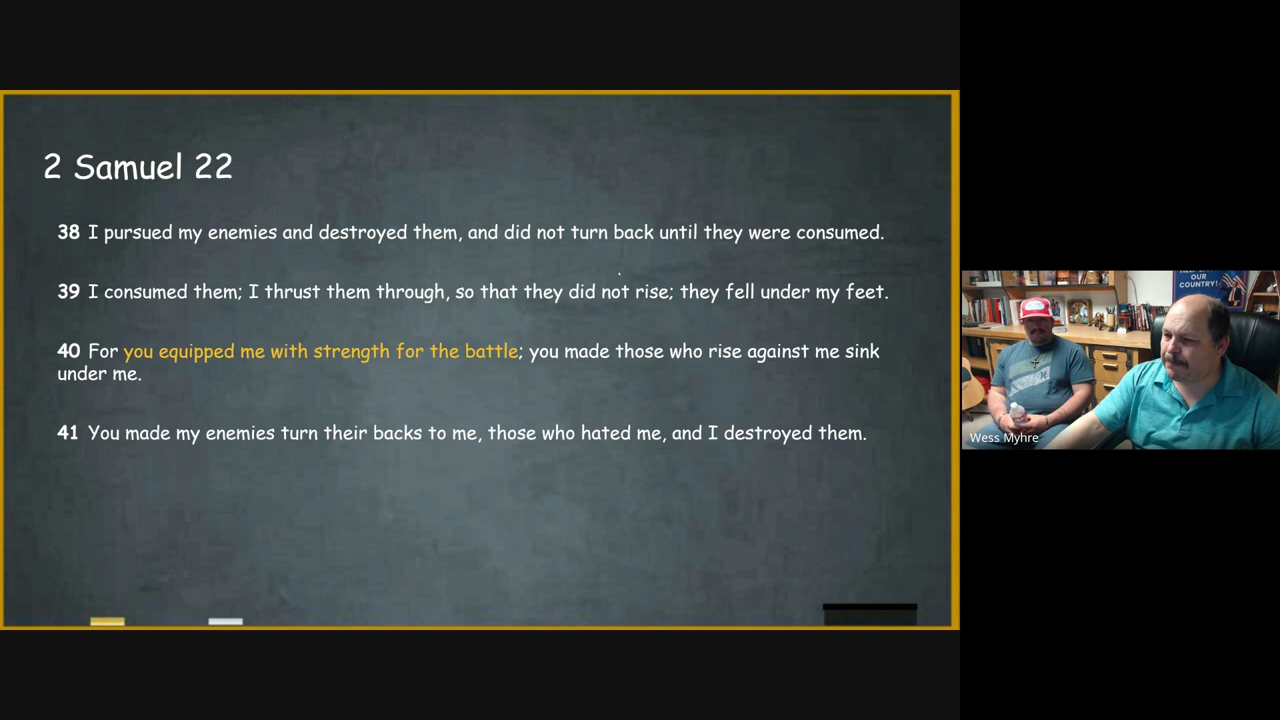 2 Samuel 22
38 I pursued my enemies and destroyed them, and did not turn back until they were consumed.
39 I consumed them; I thrust them through, so that they did not rise; they fell under my feet.
40 For you equipped me with strength for the battle; you made those who rise against me sink
under me.
41 You made my enemies turn their backs to me, those who hated me, and I destroyed them.
OUR
COUNTRY!
Wess Myhre